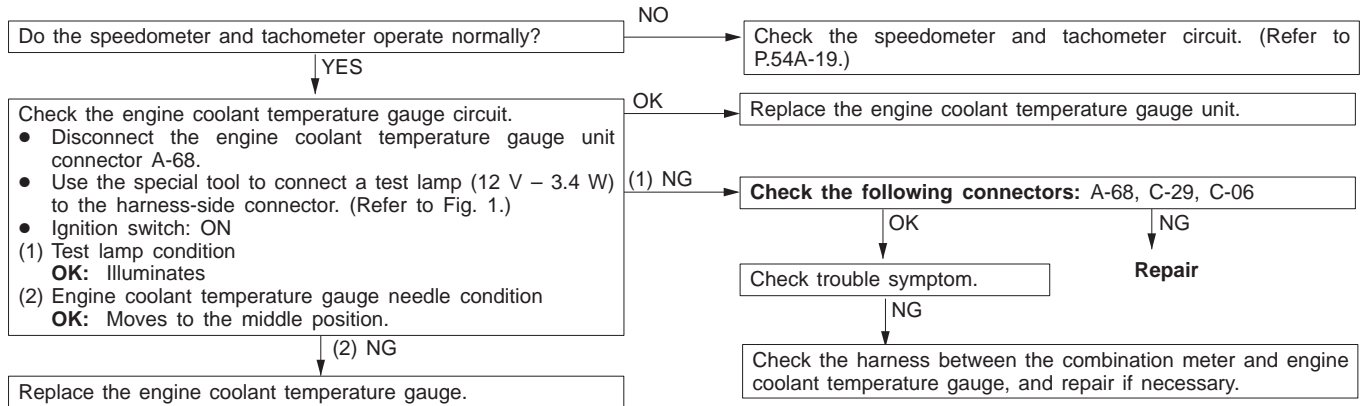 Do the speedometer and tachometer operate normally?
NO
Check the speedometer and tachometer circuit. (Refer to
P.54A-19.)
YES
Check the engine coolant temperature gauge circuit.
● Disconnect the engine coolant temperature gauge unit
connector A-68.
● Use the special tool to connect a test lamp (12 V – 3.4 W)
to the harness-side connector. (Refer to Fig. 1.)
● Ignition switch: ON
(1) Test lamp condition
OK: Illuminates
(2) Engine coolant temperature gauge needle condition
OK: Moves to the middle position.
OK
Replace the engine coolant temperature gauge unit.
(1) NG
Check the following connectors: A-68, C-29, C-06
OK
NG
Repair
Check trouble symptom.
NG
Check the harness between the combination meter and engine
coolant temperature gauge, and repair if necessary.
(2) NG
Replace the engine coolant temperature gauge.